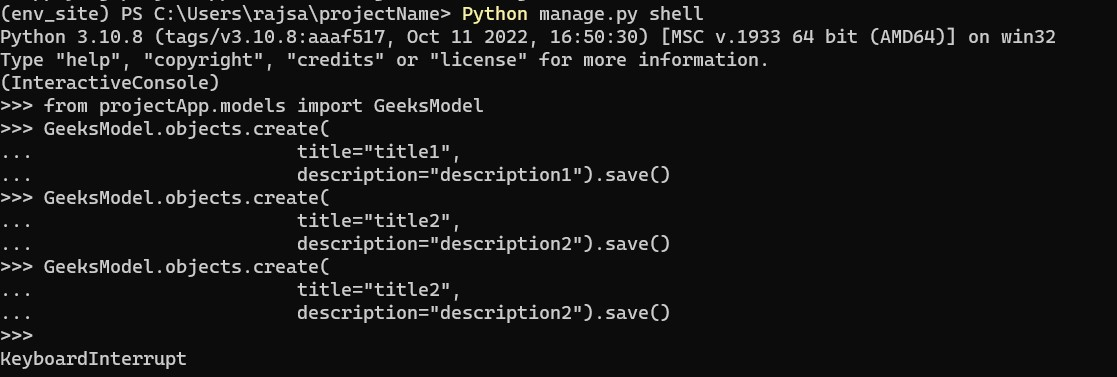 (env_site) PS C:\Users\rajsa\projectName> Python manage.py shell
Python 3.10.8 (tags/v3.10.8:aaaf517, Oct 11 2022, 16:50:30) [MSC v.1933 64 bit (AMD64)] on win32
Type "help", "copyright", "credits" or "license" for more information.
(InteractiveConsole)
>>> from projectApp.models import GeeksModel
>>> GeeksModel.objects.create(
...                        title="title1",
...                        description="description1").save()
>>> GeeksModel.objects.create(
...                        title="title2",
...                        description="description2").save()
>>> GeeksModel.objects.create(
...                        title="title2",
...                        description="description2").save()
>>>
KeyboardInterrupt